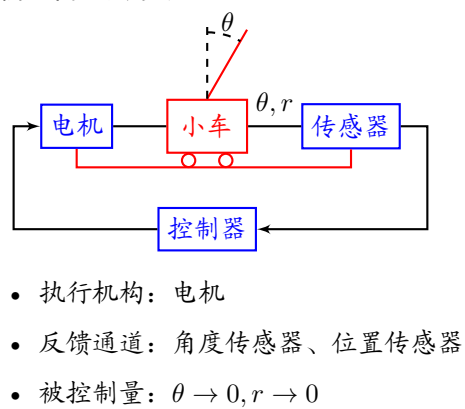 θ
电机
小车
θ, r
传感器
控制器
• 执行机构：电机
• 反馈通道：角度传感器、位置传感器
• 被控制量：θ → 0, r → 0